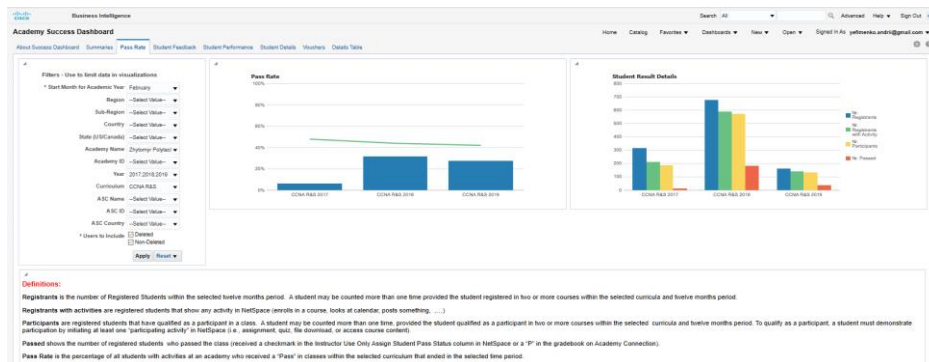 CISCO
Business Intelligence
Search All
Advanced Help Sign Out
Academy Success Dashboard
Home Catalog Favorites Dashboards New Open Signed In As yefimenko.andrii@gmail.com
About Success Dashboard Summaries Pass Rate Student Feedback Student Performance Student Details Vouchers Details Table
Filters - Use to limit data in visualizations
* Start Month for Academic Year February
Region --Select Value--
Sub-Region --Select Value--
Country --Select Value--
State (US/Canada) --Select Value--
Academy Name Zhytomyr Polytect
Academy ID --Select Value--
Year 2017;2018;2019
Curriculum CCNA R&S
ASC Name --Select Value--
ASC ID --Select Value--
ASC Country --Select Value--
* Users to Include Deleted
Non-Deleted
Apply Reset
Pass Rate
100%
80%
60%
40%
20%
0%
CCNA R&S 2017 CCNA R&S 2018 CCNA R&S 2019
Student Result Details
800
700
600
500
400
300
200
100
0
CCNA R&S 2017 CCNA R&S 2018 CCNA R&S 2019
Nr. Registrants
Nr. Registrants with Activity
Nr. Participants
Nr. Passed
Definitions:
Registrants is the number of Registered Students within the selected twelve months period. A student may be counted more than one time provided the student registered in two or more courses within the selected curricula and twelve months period.
Registrants with activities are registered students that show any activity in NetSpace (enrolls in a course, looks at calendar, posts something, .....)
Participants are registered students that have qualified as a participant in a class. A student may be counted more than one time, provided the student qualified as a participant in two or more courses within the selected curricula and twelve months period. To qualify as a participant, a student must demonstrate
participation by initiating at least one "participating activity" in NetSpace (i.e., assignment, quiz, file download, or access course content).
Passed shows the number of registered students who passed the class (received a checkmark in the Instructor Use Only Assign Student Pass Status column in NetSpace or a "P" in the gradebook on Academy Connection).
Pass Rate is the percentage of all students with activities at an academy who received a "Pass" in classes within the selected curriculum that ended in the selected time period.